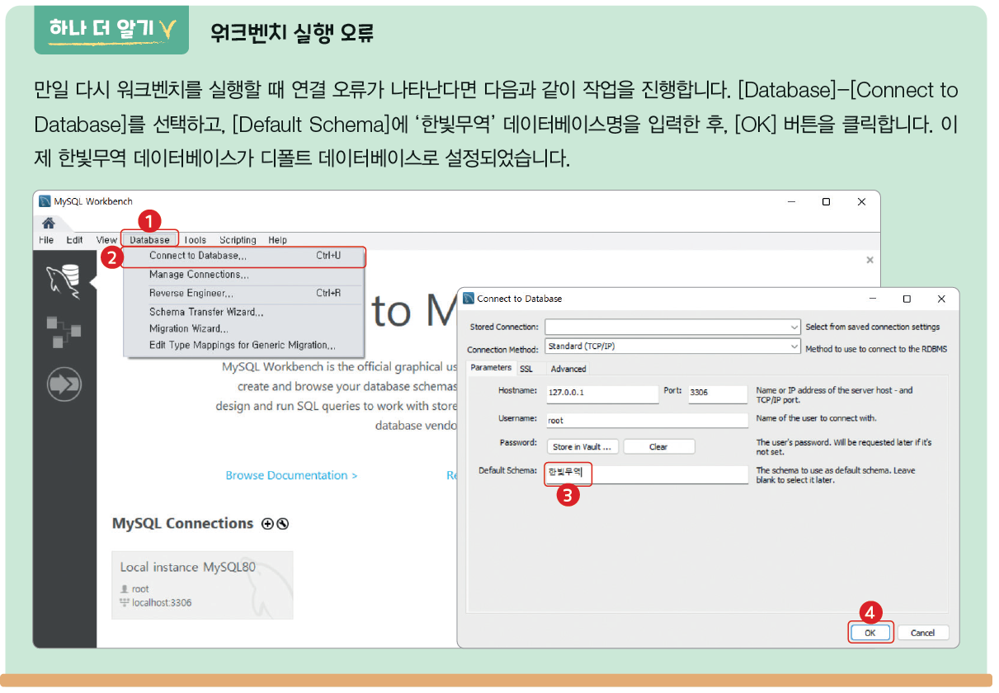 하나 더 알기
워크벤치 실행 오류
만일 다시 워크벤치를 실행할 때 연결 오류가 나타난다면 다음과 같이 작업을 진행합니다. [Database]-[Connect to
Database]를 선택하고, [Default Schema]에 ‘한빛무역’ 데이터베이스명을 입력한 후, [OK] 버튼을 클릭합니다. 이
제 한빛무역 데이터베이스가 디폴트 데이터베이스로 설정되었습니다.
MySQL Workbench
1
File Edit View Database Tools Scripting Help
2
Connect to Database... Ctrl+U
Manage Connections...
Reverse Engineer... Ctrl+R
Schema Transfer Wizard...
Migration Wizard...
Edit Type Mappings for Generic Migration...
to M
MySQL Workbench is the official graphical us
create and browse your database schemas
design and run SQL queries to work with store
database vendo
Browse Documentation > Re
MySQL Connections
Local instance MySQL80
root
localhost:3306
Connect to Database
Stored Connection: Select from saved connection settings
Connection Method: Standard (TCP/IP) Method to use to connect to the RDBMS
Parameters SSL Advanced
Hostname: 127.0.0.1 Port: 3306 Name or IP address of the server host - and
TCP/IP port.
Username: root Name of the user to connect with.
Password: Store in Vault ... Clear The user's password. Will be requested later if it's
not set.
Default Schema: 한빛무역 The schema to use as default schema. Leave
blank to select it later.
3
4
OK Cancel